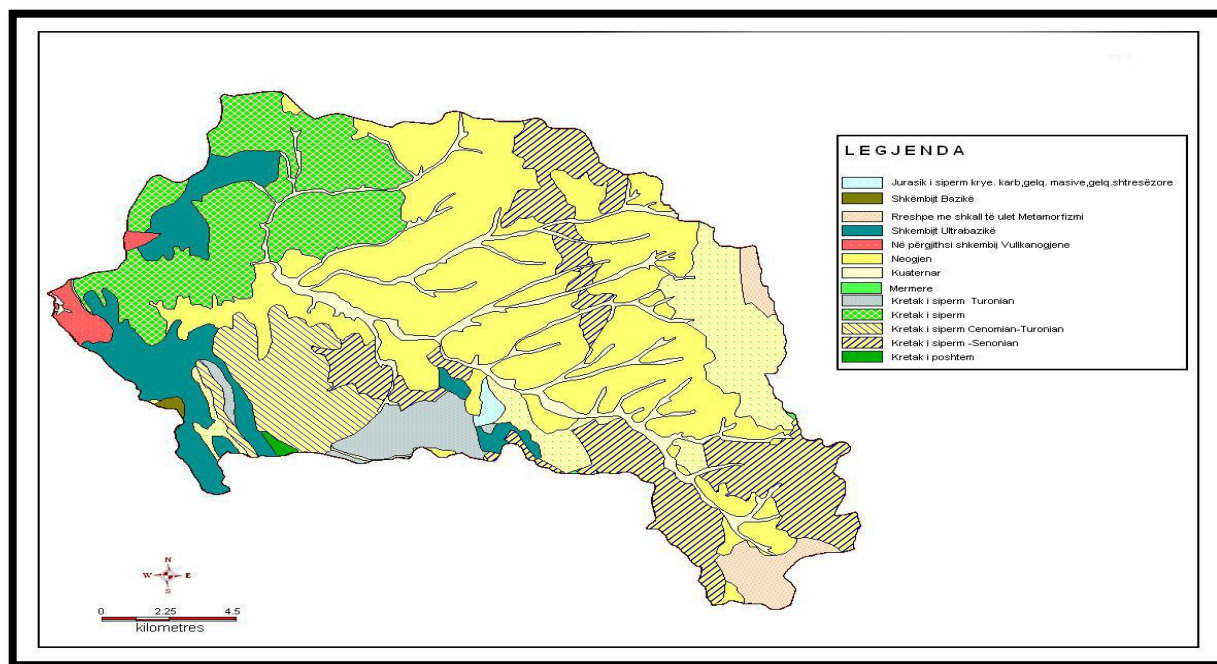 LEGJENDA
Jurasik i siperm krye. karb,gelq. masive,gelq.shtresëzore
Shkëmbijt Bazikë
Rreshpe me shkall të ulet Metamorfizmi
Shkembijt Ultrabazikë
Në përgjithsi shkembij Vullkanogjene
Neogjen
Kuaternar
Mermere
Kretak i siperm Turonian
Kretak i siperm
Kretak i siperm Cenomian-Turonian
Kretak i siperm -Senonian
Kretak i poshtem
N
W E
S
0 2.25 4.5
kilometres